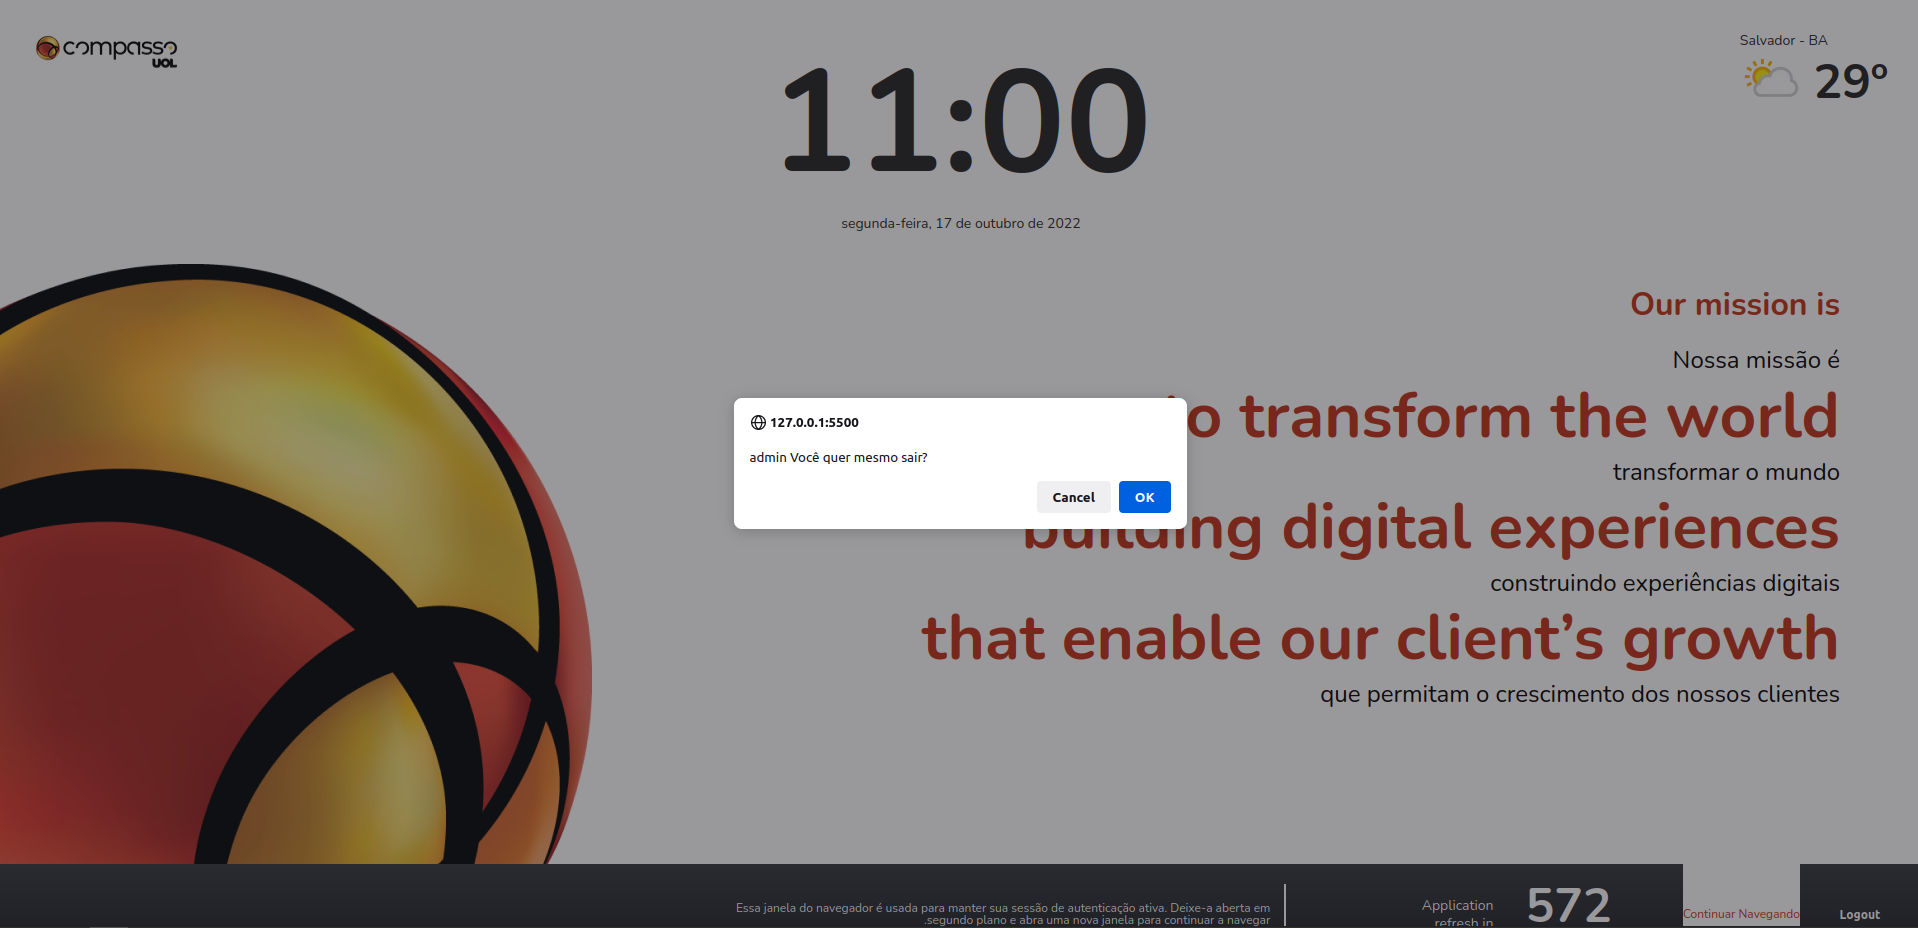 compasso
UOL
11:00
segunda-feira, 17 de outubro de 2022
Salvador - BA
29º
Our mission is
Nossa missão é
to transform the world
transformar o mundo
building digital experiences
construindo experiências digitais
that enable our client’s growth
que permitam o crescimento dos nossos clientes
127.0.0.1:5500
admin Você quer mesmo sair?
Cancel
OK
Essa janela do navegador é usada para manter sua sessão de autenticação ativa. Deixe-a aberta em
.segundo plano e abra uma nova janela para continuar a navegar
Application
refresh in
572
Continuar Navegando
Logout